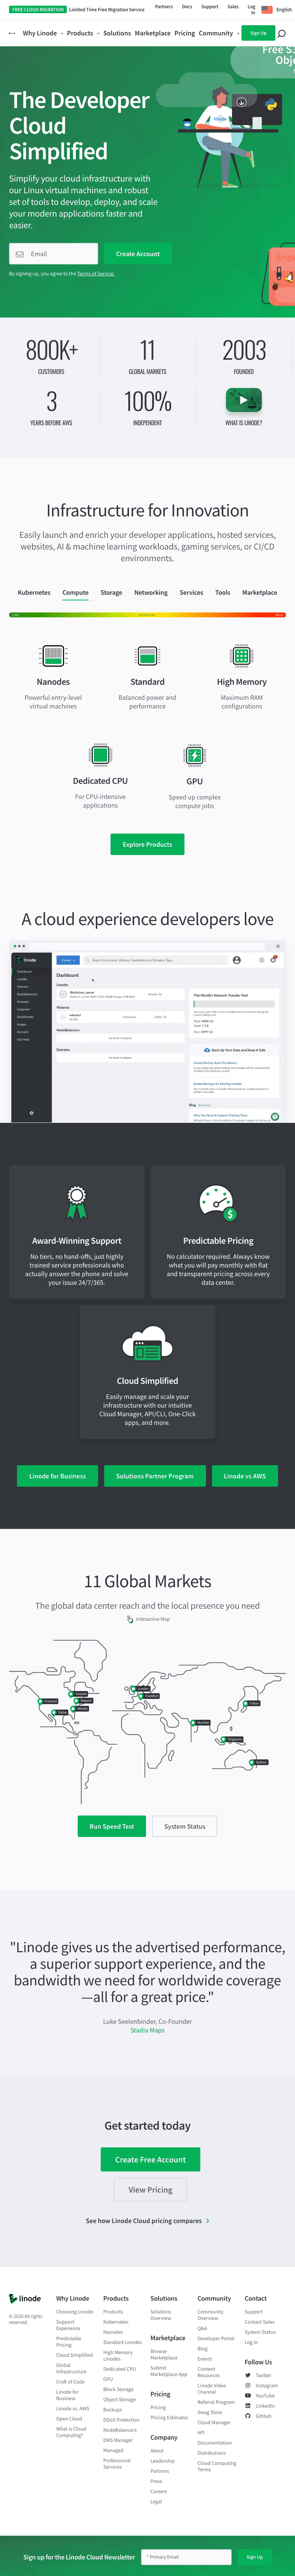 FREE CLOUD MIGRATION Limited Time Free Migration Service
Partners Docs Support Sales Log in English
Why Linode Products Solutions Marketplace Pricing Community Sign Up
Free S3
Obje
The Developer
Cloud
Simplified
Simplify your cloud infrastructure with
our Linux virtual machines and robust
set of tools to develop, deploy, and scale
your modern applications faster and
easier.
Email Create Account
By signing up, you agree to the Terms of Service.
800K+
CUSTOMERS
11
GLOBAL MARKETS
2003
FOUNDED
3
YEARS BEFORE AWS
100%
INDEPENDENT
WHAT IS LINODE?
Infrastructure for Innovation
Easily launch and enrich your developer applications, hosted services,
websites, AI & machine learning workloads, gaming services, or CI/CD
environments.
Kubernetes Compute Storage Networking Services Tools Marketplace
Nanodes
Powerful entry-level
virtual machines
Standard
Balanced power and
performance
High Memory
Maximum RAM
configurations
Dedicated CPU
For CPU-intensive
applications
GPU
Speed up complex
compute jobs
Explore Products
A cloud experience developers love
linode
Dashboard
Dashboard
Linodes
Volumes
NodeBalancers
Domains
This Month's Network Transfer Pool
Back Up Your Data and Keep it Safe
Blog
Award-Winning Support
No tiers, no hand-offs, just highly
trained service professionals who
actually answer the phone and solve
your issue 24/7/365.
Predictable Pricing
No calculator required. Always know
what you will pay monthly with flat
and transparent pricing across every
data center.
Cloud Simplified
Easily manage and scale your
infrastructure with our intuitive
Cloud Manager, API/CLI, One-Click
apps, and more.
Linode for Business Solutions Partner Program Linode vs AWS
11 Global Markets
The global data center reach and the local presence you need
Interactive Map
Run Speed Test System Status
"Linode gives us the advertised performance,
a superior support experience, and the
bandwidth we need for worldwide coverage
—all for a great price."
Luke Seelenbinder, Co-Founder
Stadia Maps
Get started today
Create Free Account
View Pricing
See how Linode Cloud pricing compares
linode
© 2020 All rights
reserved.
Why Linode
Choosing Linode
Support
Experience
Predictable
Pricing
Cloud Simplified
Global
Infrastructure
Linode for
Business
Linode vs. AWS
Open Cloud
What is Cloud
Computing?
Products
Products
Kubernetes
Nanodes
Standard Linodes
High Memory
Linodes
Dedicated CPU
GPU
Block Storage
Object Storage
Backups
DDoS Protection
NodeBalancers
DNS Manager
Managed
Professional
Services
Solutions
Solutions
Overview
Marketplace
Browse
Marketplace
Submit
Marketplace App
Pricing
Pricing
Pricing Estimator
Company
About
Leadership
Partners
Press
Careers
Legal
Community
Community
Overview
Q&A
Developer Portal
Blog
Events
Content
Resources
Linode Video
Channel
Referral Program
Swag Store
Cloud Manager
API
Documentation
Distributions
Cloud Computing
Terms
Contact
Support
Contact Sales
System Status
Log in
Follow Us
Twitter
Instagram
YouTube
LinkedIn
GitHub
Sign up for the Linode Cloud Newsletter * Primary Email Sign Up